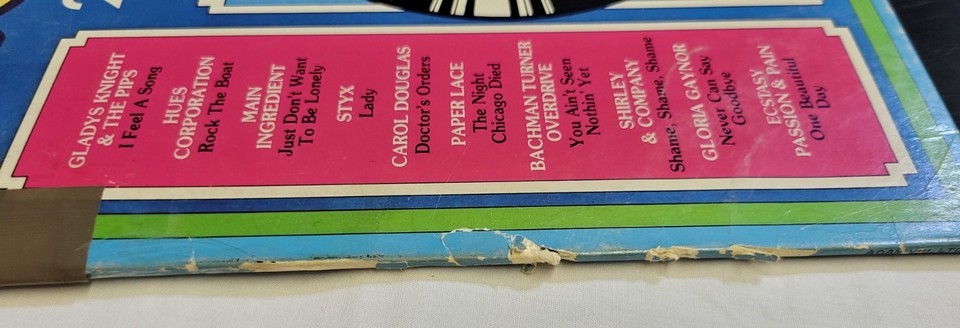 GLADYS KNIGHT
& THE PIPS
I Feel A Song
HUES
CORPORATION
Rock The Boat
MAIN
INGREDIENT
Just Don't Want
To Be Lonely
STYX
Lady
CAROL DOUGLAS
Doctor's Orders
PAPER LACE
The Night
Chicago Died
BACHMAN TURNER
OVERDRIVE
You Ain't Seen
Nothin' Yet
SHIRLEY
& COMPANY
Shame, Shame, Shame
GLORIA GAYNOR
Never Can Say
Goodbye
ECSTASY
PASSION & PAIN
One Beautiful
Day